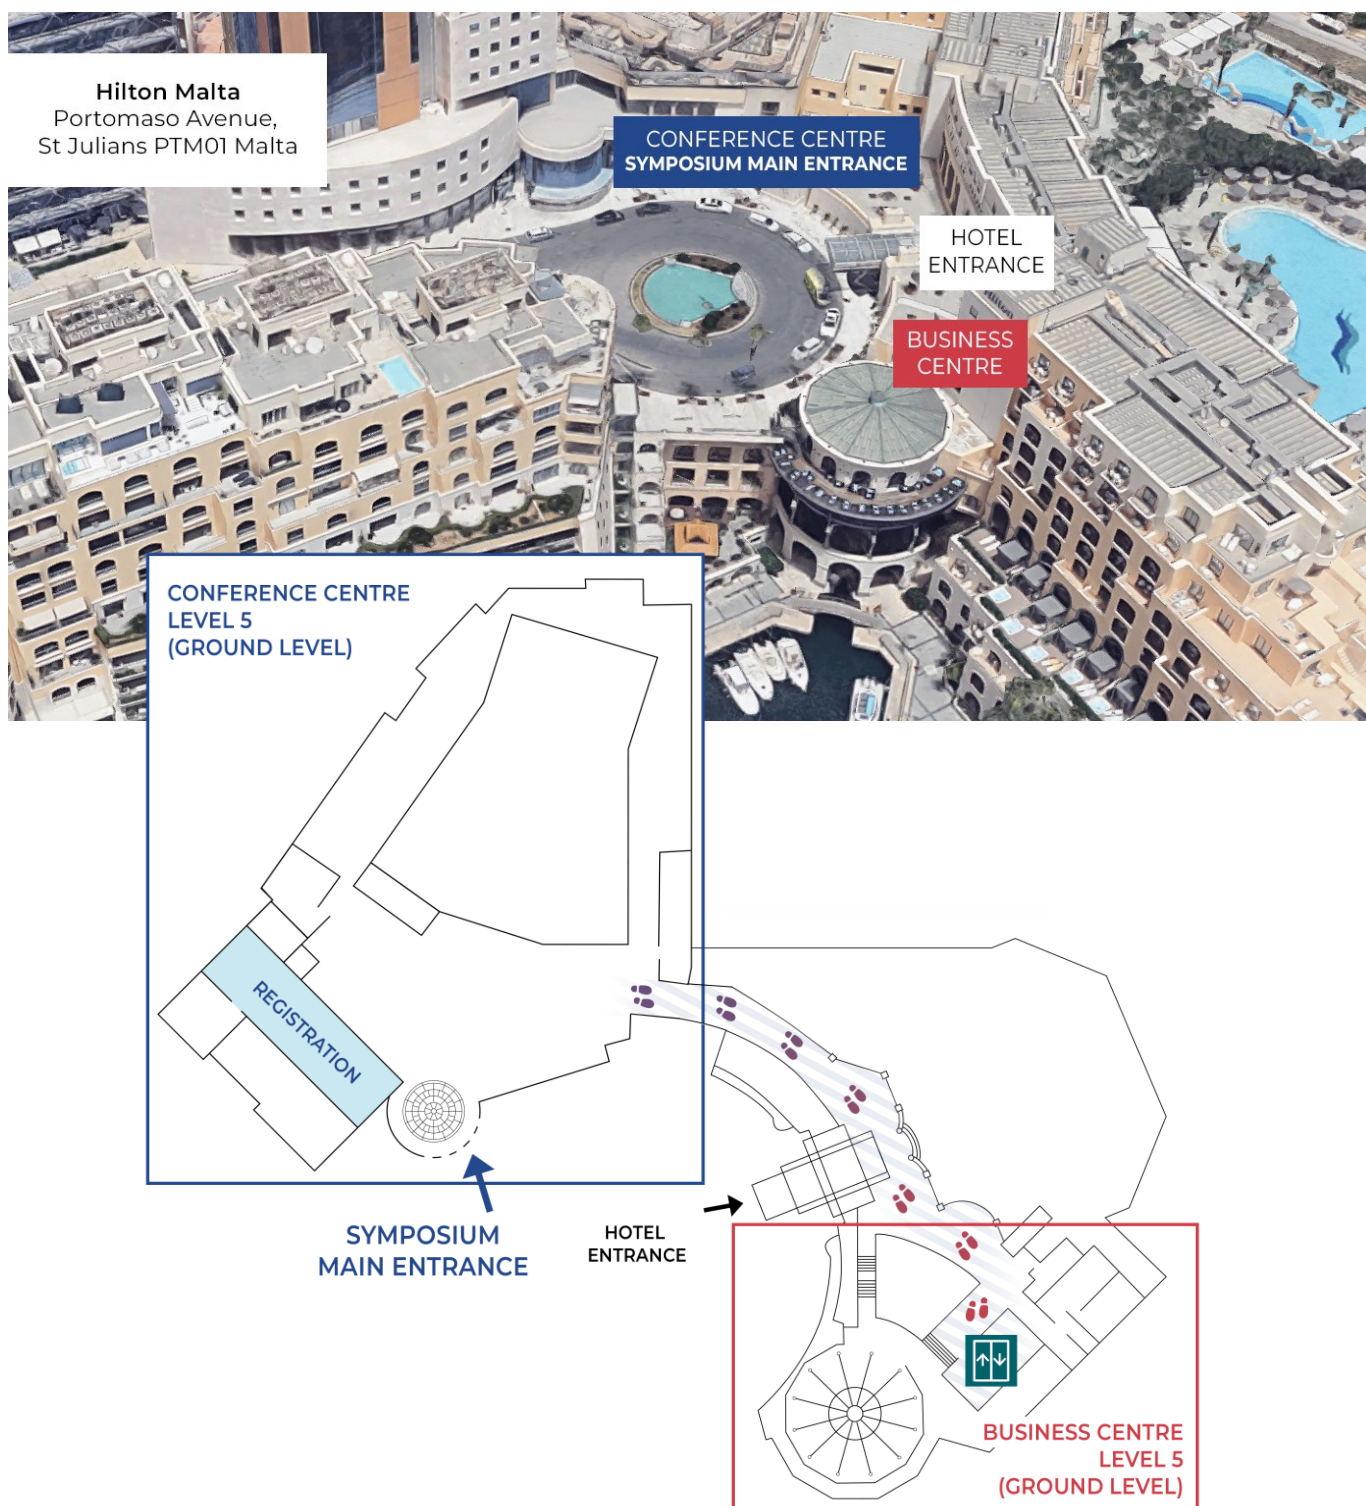 Hilton Malta
Portomaso Avenue,
St Julians PTM01 Malta
CONFERENCE CENTRE
SYMPOSIUM MAIN ENTRANCE
HOTEL
ENTRANCE
BUSINESS
CENTRE
Hilton
CONFERENCE CENTRE
LEVEL 5
(GROUND LEVEL)
REGISTRATION
SYMPOSIUM
MAIN ENTRANCE
HOTEL
ENTRANCE
BUSINESS CENTRE
LEVEL 5
(GROUND LEVEL)